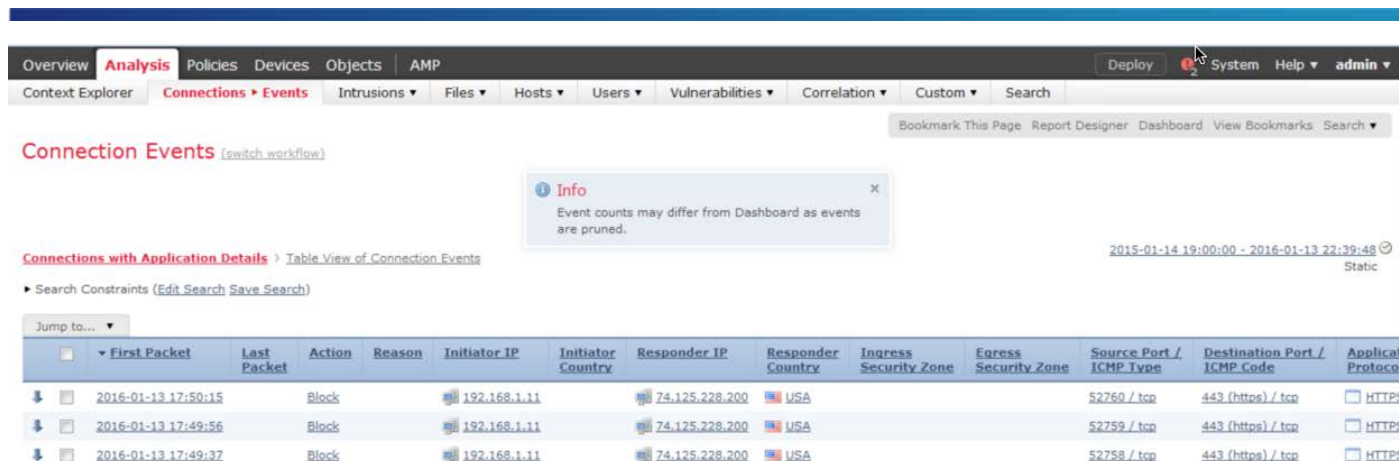 Overview Analysis Policies Devices Objects AMP Deploy 2 System Help admin
Context Explorer Connections ▸ Events Intrusions Files Hosts Users Vulnerabilities Correlation Custom Search
Bookmark This Page Report Designer Dashboard View Bookmarks Search
Connection Events (switch workflow)
Info
Event counts may differ from Dashboard as events
are pruned.
2015-01-14 19:00:00 - 2016-01-13 22:39:48
Static
Connections with Application Details > Table View of Connection Events
Search Constraints (Edit Search Save Search)
Jump to...
First Packet Last Packet Action Reason Initiator IP Initiator Country Responder IP Responder Country Ingress Security Zone Egress Security Zone Source Port / ICMP Type Destination Port / ICMP Code Applicat Protoco
2016-01-13 17:50:15 Block 192.168.1.11 74.125.228.200 USA 52760 / tcp 443 (https) / tcp HTTPS
2016-01-13 17:49:56 Block 192.168.1.11 74.125.228.200 USA 52759 / tcp 443 (https) / tcp HTTPS
2016-01-13 17:49:37 Block 192.168.1.11 74.125.228.200 USA 52758 / tcp 443 (https) / tcp HTTPS